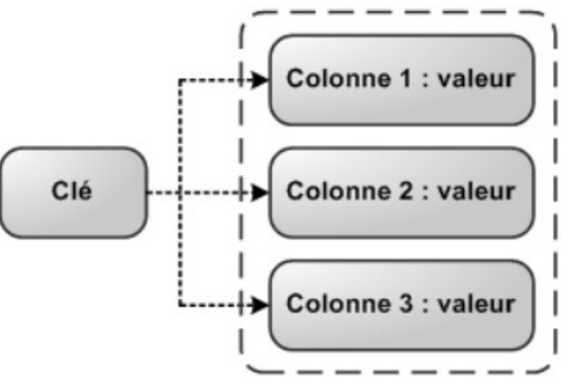 Colonne 1 : valeur
Clé
Colonne 2 : valeur
Colonne 3 : valeur